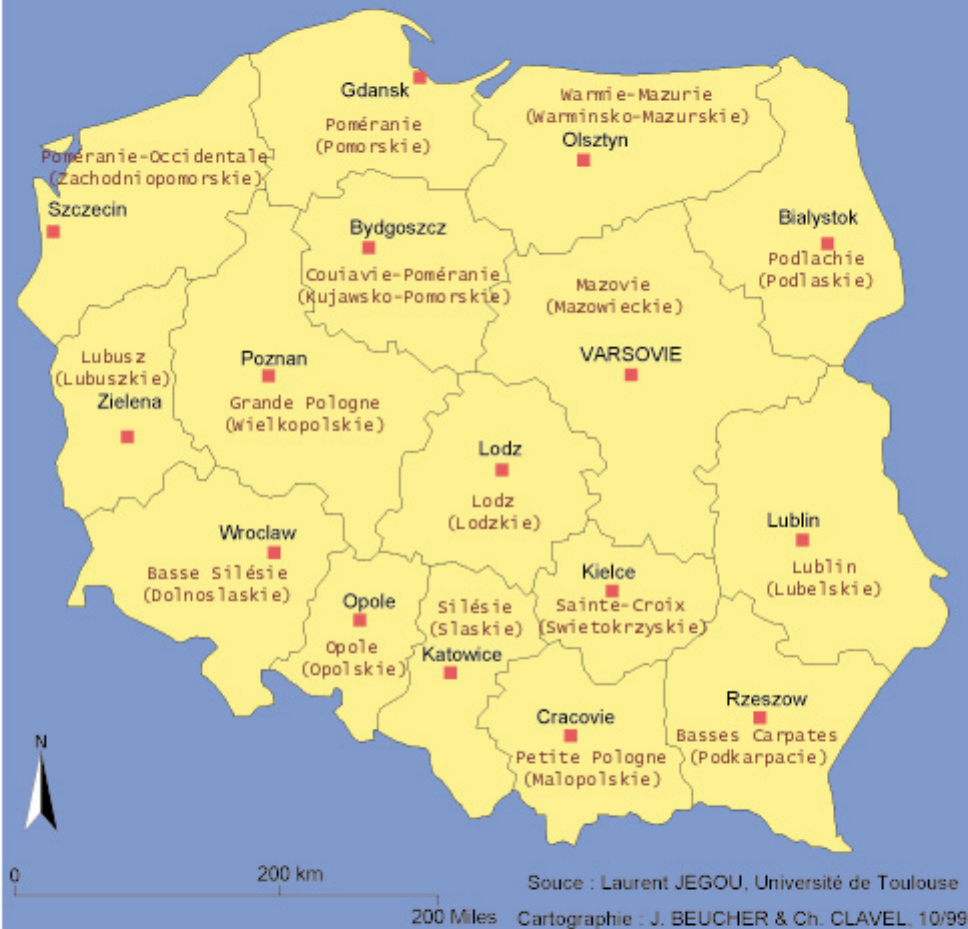 Gdansk
Poméranie
(Pomorskie)
Warmie-Mazurie
(Warminsko-Mazurskie)
Olsztyn
Poméranie-Occidentale
(Zachodniopomorskie)
Szczecin
Bydgoszcz
Couiavie-Poméranie
(Kujawsko-Pomorskie)
Bialystok
Podlachie
(Podlaskie)
Mazovie
(Mazowieckie)
VARSOVIE
Lubusz
(Lubuszkie)
Zielena
Poznan
Grande Pologne
(Wielkopolskie)
Lodz
Lodz
(Lodzkie)
Wroclaw
Basse Silésie
(Dolnoslaskie)
Lublin
Lublin
(Lubelskie)
Opole
Opole
(Opolskie)
Silésie
(Slaskie)
Katowice
Kielce
Sainte-Croix
(Swietokrzyskie)
Cracovie
Petite Pologne
(Malopolskie)
Rzeszow
Basses Carpates
(Podkarpacie)
N
0
200 km
200 Miles
Souce : Laurent JEGOU, Université de Toulouse
Cartographie : J. BEUCHER & Ch. CLAVEL, 10/99